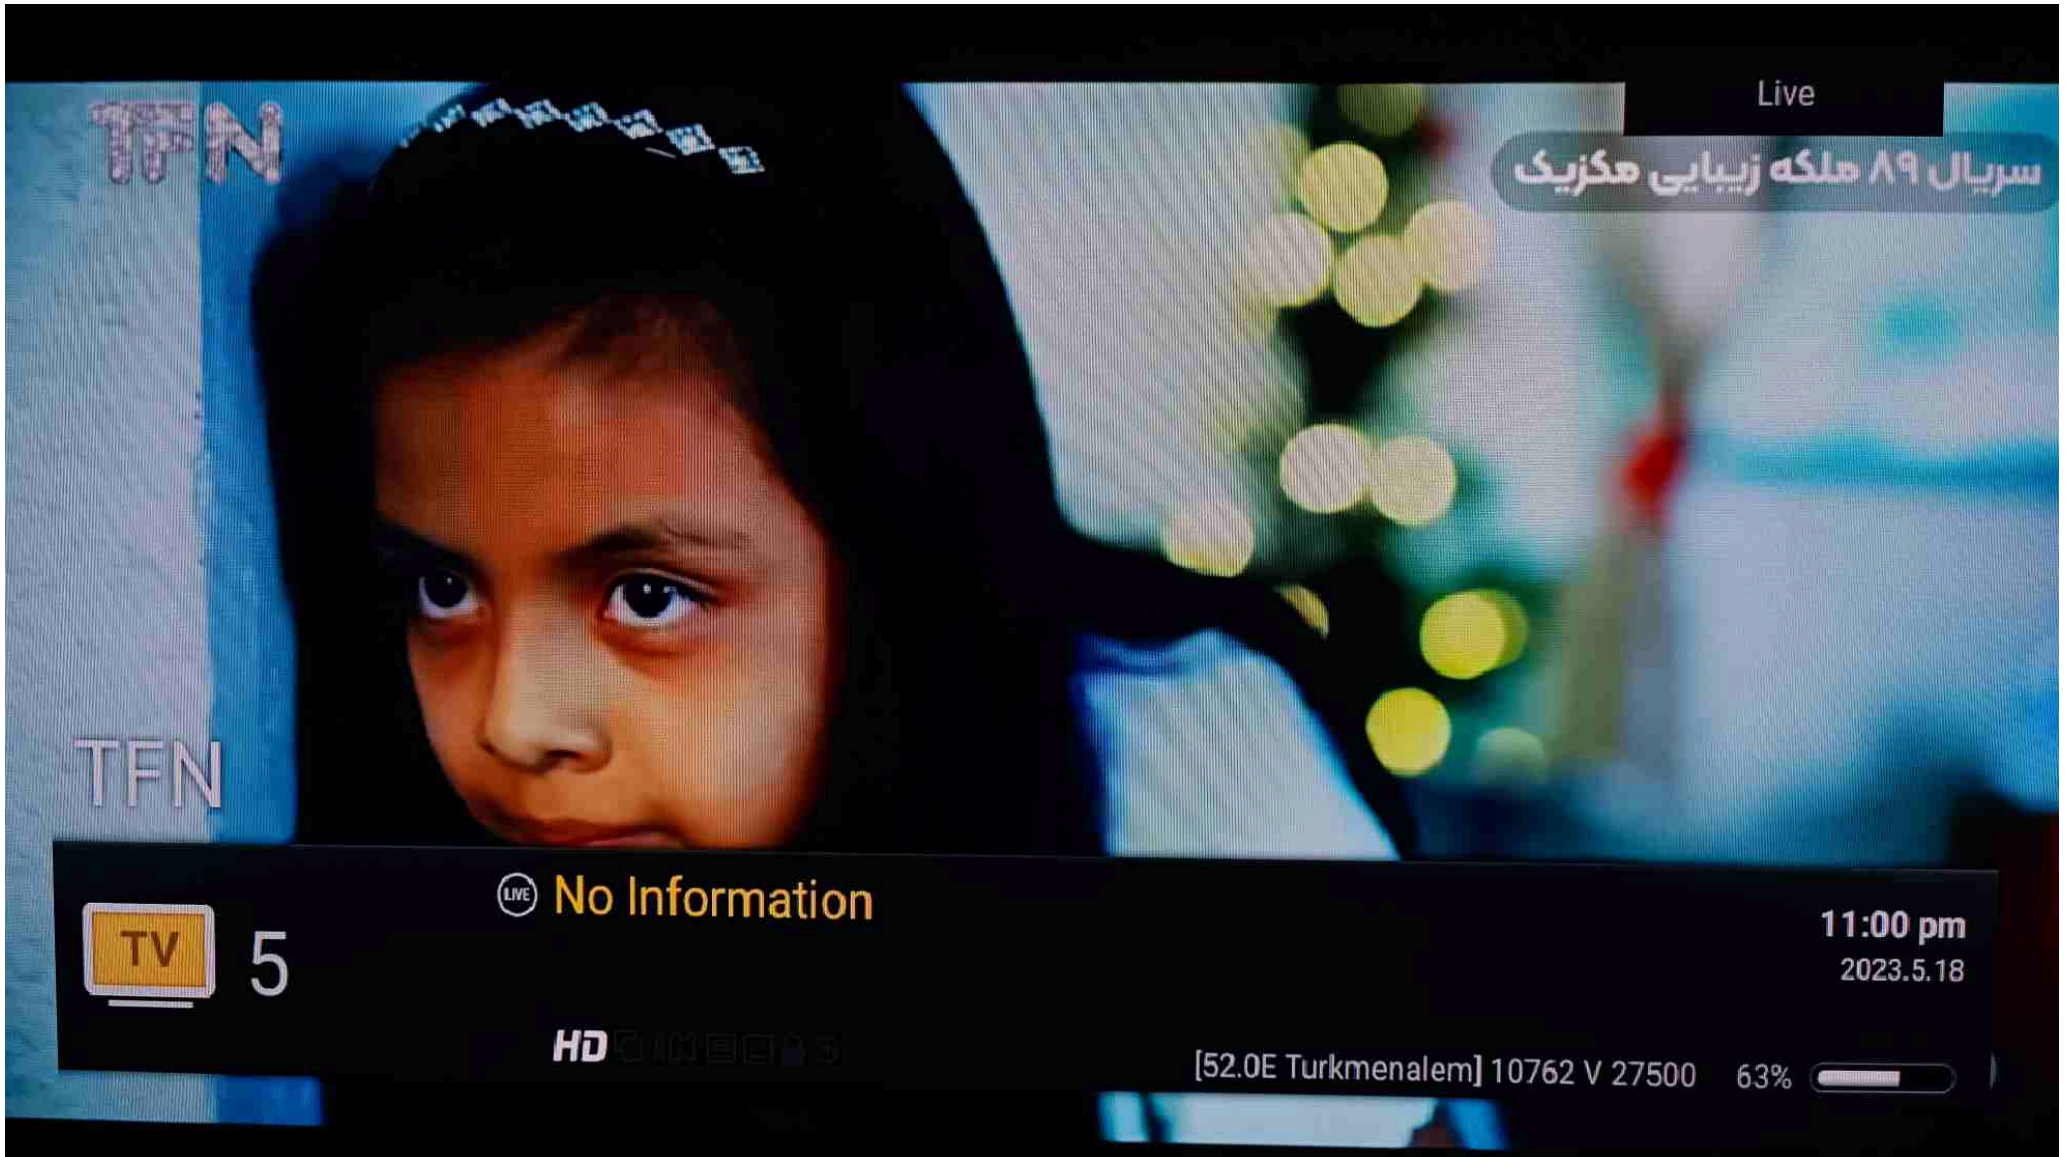 TFN
Live
سریال ۸۹ ملکه زیبایی مکزیک
TFN
LIVE No Information
TV 5
11:00 pm
2023.5.18
HD
[52.0E Turkmenalem] 10762 V 27500 63%